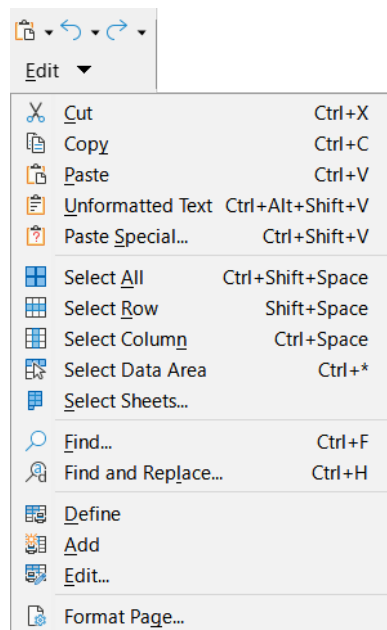 Edit
Cut Ctrl+X
Copy Ctrl+C
Paste Ctrl+V
Unformatted Text Ctrl+Alt+Shift+V
Paste Special... Ctrl+Shift+V
Select All Ctrl+Shift+Space
Select Row Shift+Space
Select Column Ctrl+Space
Select Data Area Ctrl+*
Select Sheets...
Find... Ctrl+F
Find and Replace... Ctrl+H
Define
Add
Edit...
Format Page...